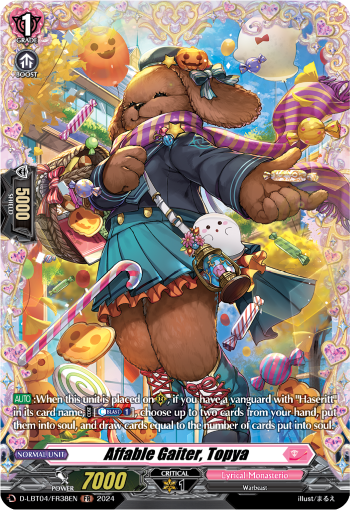 1
GRADE
BOOST
5000
SHIELD
AUTO:When this unit is placed on R, if you have a vanguard with "Haseritt"
in its card name, COST [C BLAST 1], choose up to two cards from your hand, put
them into soul, and draw cards equal to the number of cards put into soul.
NORMAL UNIT
Affable Gaiter, Topya
POWER
7000
CRITICAL
1
Lyrical Monasterio
Warbeast
D-LBT04/FR38EN FR 2024
illust/まるえ